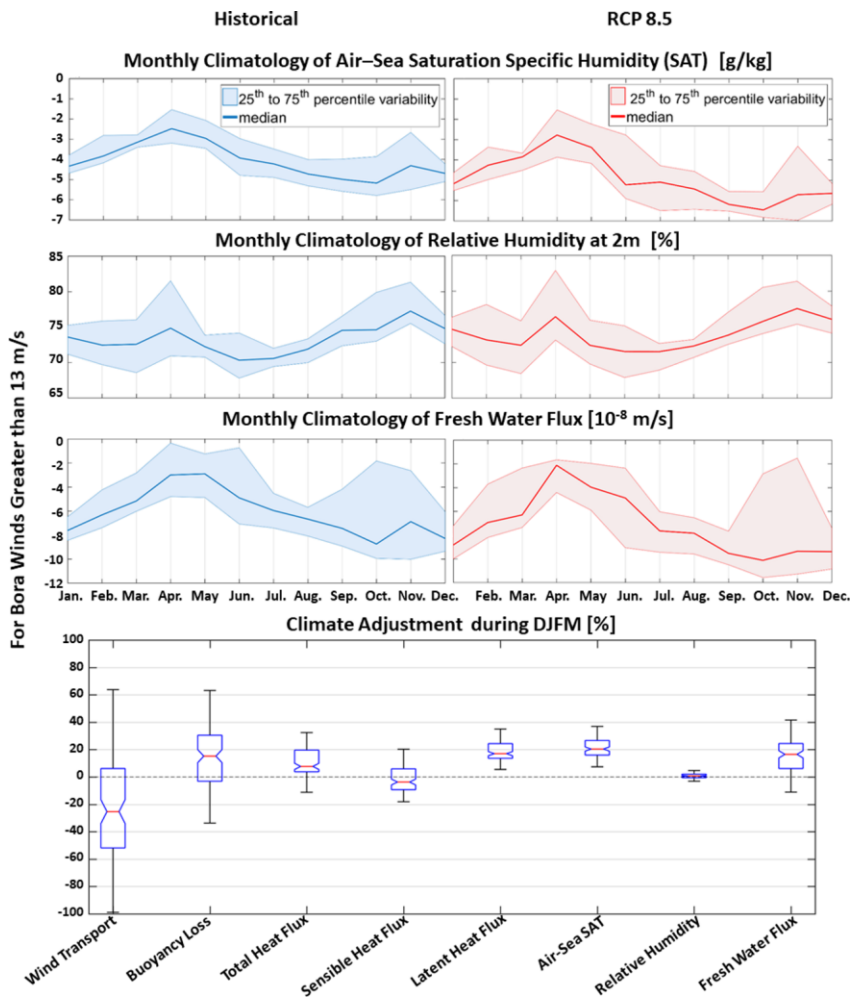 Historical
RCP 8.5
Monthly Climatology of Air–Sea Saturation Specific Humidity (SAT) [g/kg]
0
-1
-2
-3
-4
-5
-6
-7
25th to 75th percentile variability
median
25th to 75th percentile variability
median
Monthly Climatology of Relative Humidity at 2m [%]
85
80
75
70
65
Monthly Climatology of Fresh Water Flux [10-8 m/s]
0
-2
-4
-6
-8
-10
-12
Jan. Feb. Mar. Apr. May Jun. Jul. Aug. Sep. Oct. Nov. Dec.
Feb. Mar. Apr. May Jun. Jul. Aug. Sep. Oct. Nov. Dec.
For Bora Winds Greater than 13 m/s
Climate Adjustment during DJFM [%]
100
80
60
40
20
0
-20
-40
-60
-80
-100
Wind Transport
Buoyancy Loss
Total Heat Flux
Sensible Heat Flux
Latent Heat Flux
Air-Sea SAT
Relative Humidity
Fresh Water Flux